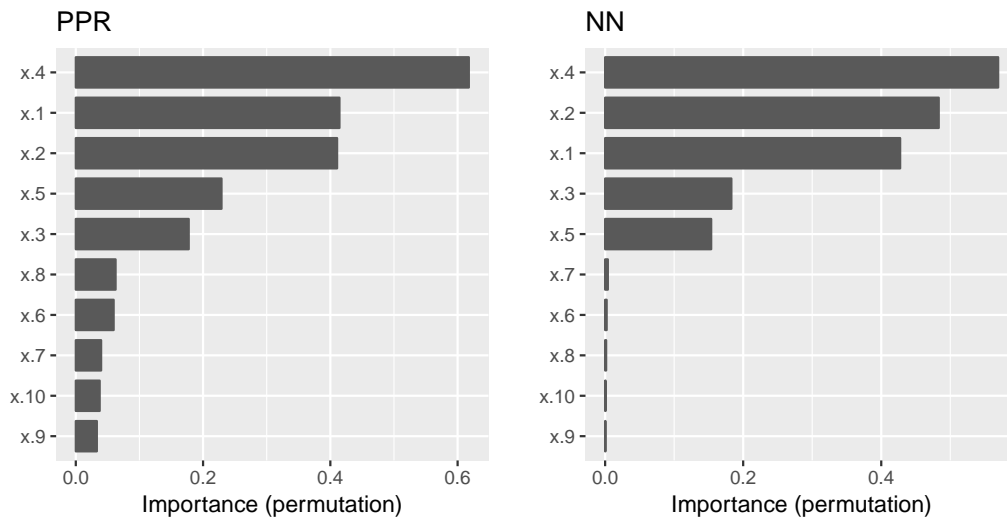 PPR
x.4
x.1
x.2
x.5
x.3
x.8
x.6
x.7
x.10
x.9
0.0 0.2 0.4 0.6
Importance (permutation)
NN
x.4
x.2
x.1
x.3
x.5
x.7
x.6
x.8
x.10
x.9
0.0 0.2 0.4
Importance (permutation)